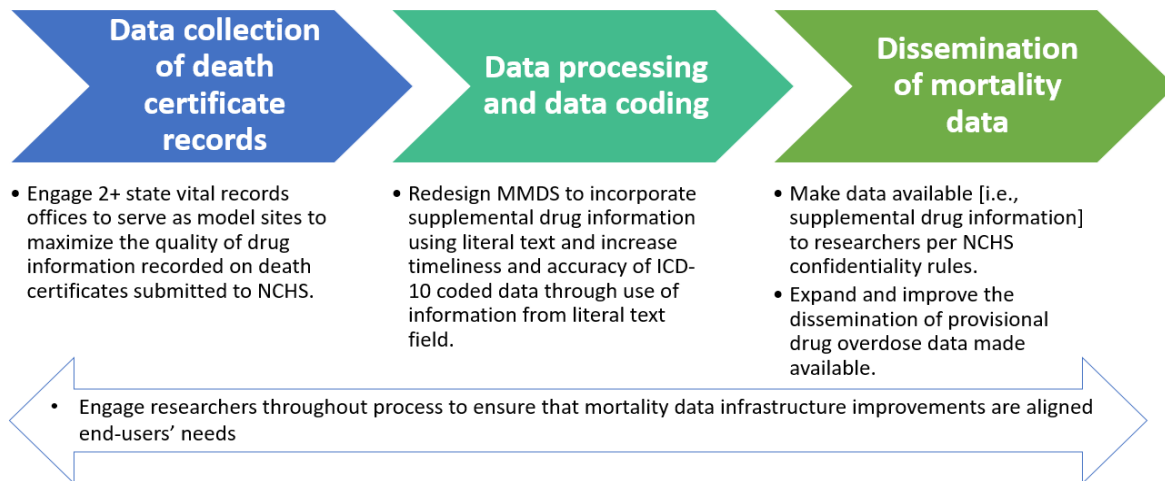 Data collection
of death
certificate
records
Data processing
and data coding
Dissemination
of mortality
data
• Engage 2+ state vital records
offices to serve as model sites to
maximize the quality of drug
information recorded on death
certificates submitted to NCHS.
• Redesign MMDS to incorporate
supplemental drug information
using literal text and increase
timeliness and accuracy of ICD-
10 coded data through use of
information from literal text
field.
• Make data available [i.e.,
supplemental drug information]
to researchers per NCHS
confidentiality rules.
• Expand and improve the
dissemination of provisional
drug overdose data made
available.
• Engage researchers throughout process to ensure that mortality data infrastructure improvements are aligned
end-users’ needs